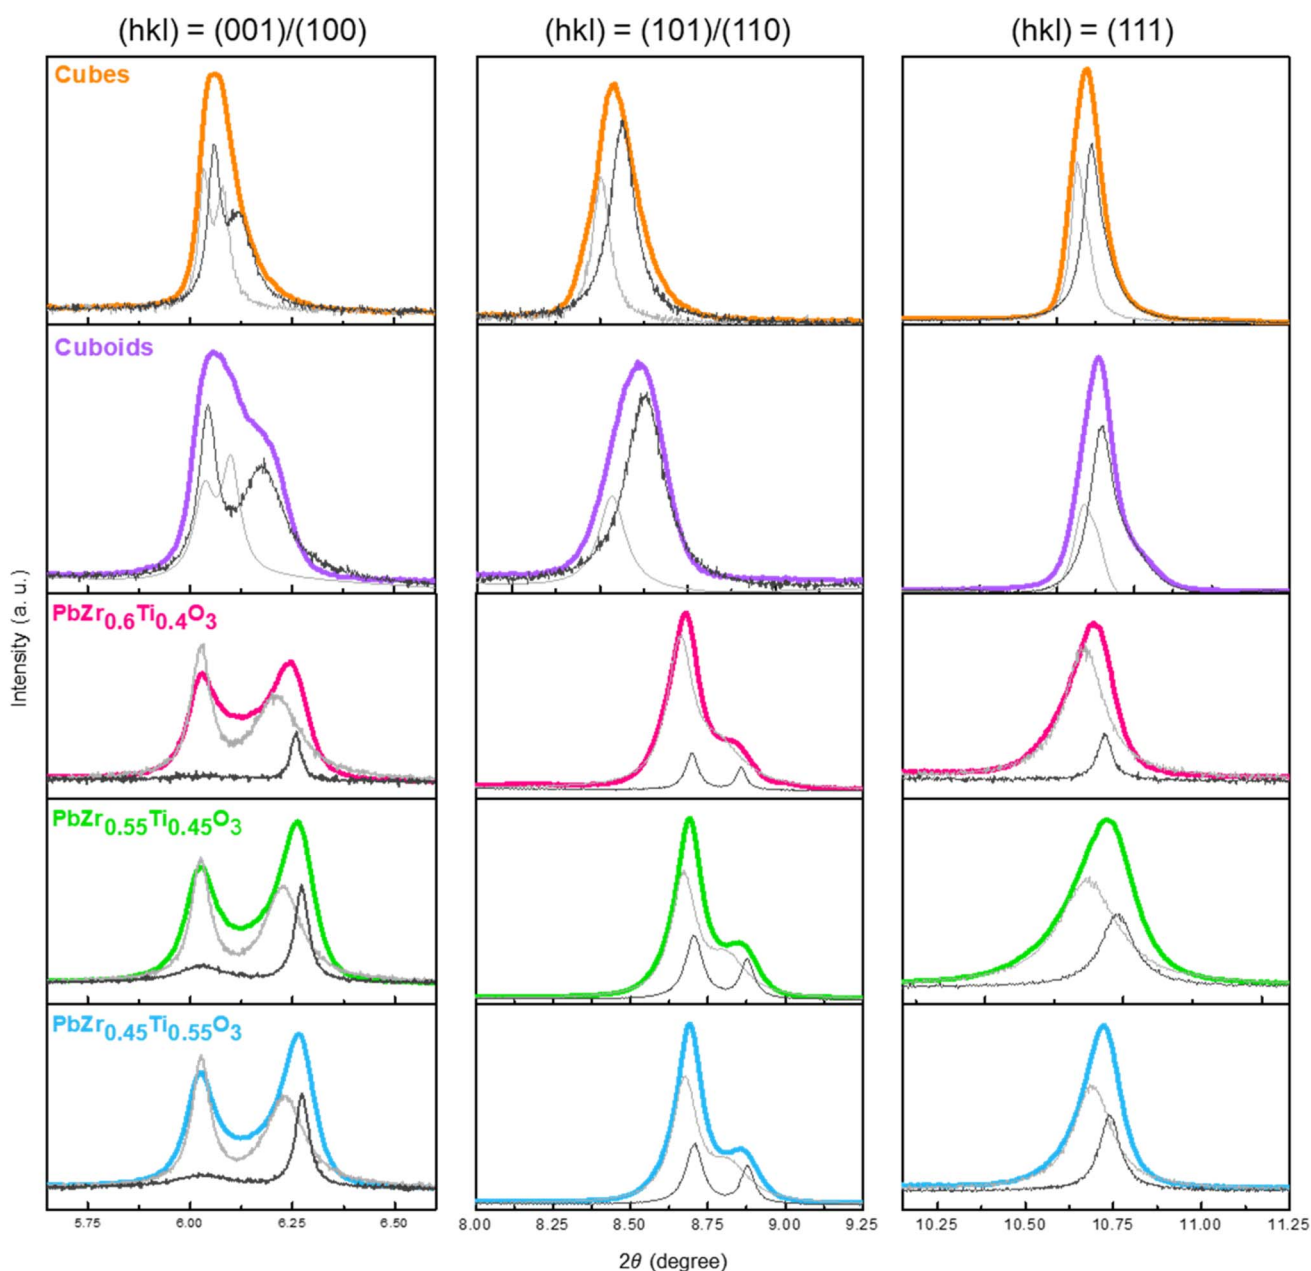 (hkl) = (001)/(100)
(hkl) = (101)/(110)
(hkl) = (111)
Cubes
Cuboids
PbZr0.6Ti0.4O3
PbZr0.55Ti0.45O3
PbZr0.45Ti0.55O3
Intensity (a. u.)
5.75 6.00 6.25 6.50
8.00 8.25 8.50 8.75 9.00 9.25
10.25 10.50 10.75 11.00 11.25
2θ (degree)